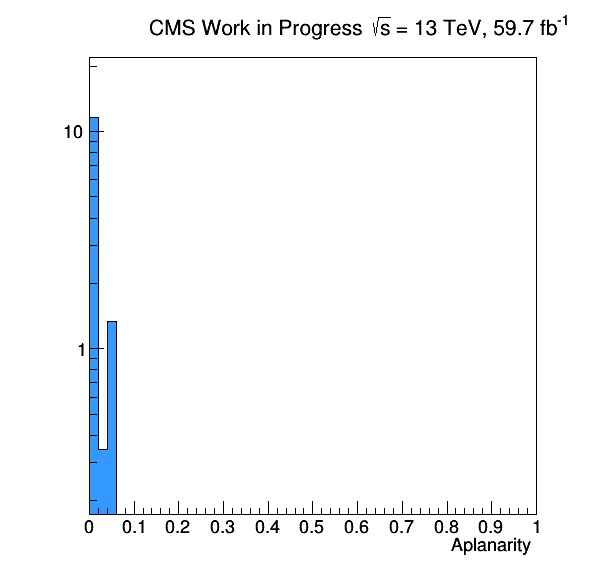 CMS Work in Progress √s = 13 TeV, 59.7 fb⁻¹
10
1
0 0.1 0.2 0.3 0.4 0.5 0.6 0.7 0.8 0.9 1
Aplanarity